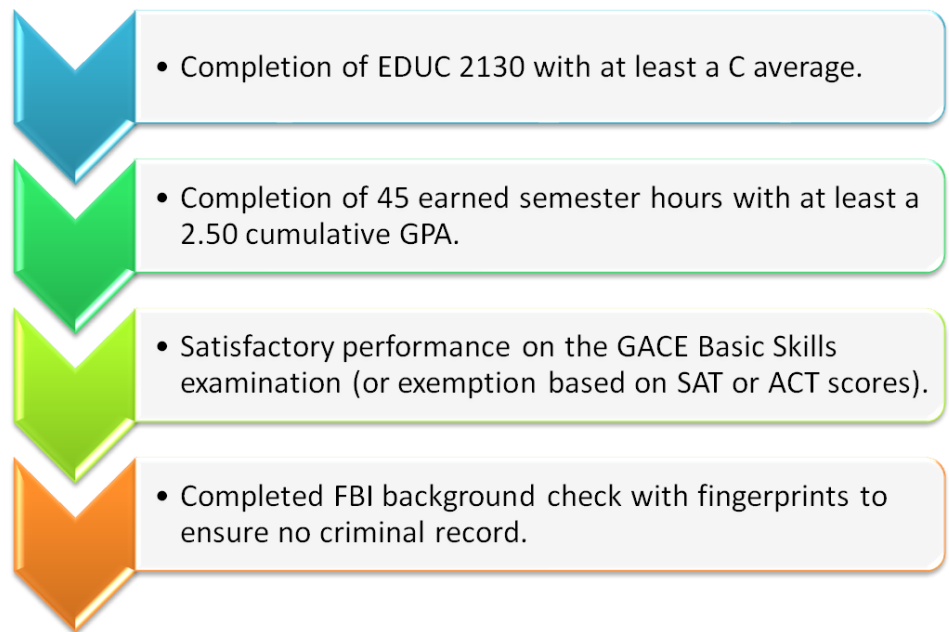 • Completion of EDUC 2130 with at least a C average.
• Completion of 45 earned semester hours with at least a
2.50 cumulative GPA.
• Satisfactory performance on the GACE Basic Skills
examination (or exemption based on SAT or ACT scores).
• Completed FBI background check with fingerprints to
ensure no criminal record.